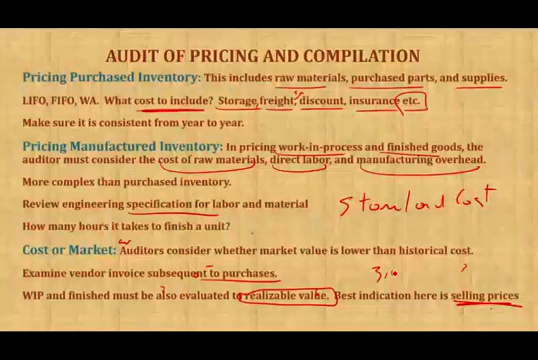 AUDIT OF PRICING AND COMPILATION
Pricing Purchased Inventory: This includes raw materials, purchased parts, and supplies.
LIFO, FIFO, WA. What cost to include? Storage, freight, discount, insurance etc.
Make sure it is consistent from year to year.
Pricing Manufactured Inventory: In pricing work-in-process and finished goods, the
auditor must consider the cost of raw materials, direct labor, and manufacturing overhead.
More complex than purchased inventory.
Review engineering specification for labor and material
Standard Cost
How many hours it takes to finish a unit?
Cost or Market: Auditors consider whether market value is lower than historical cost.
Examine vendor invoice subsequent to purchases.
WIP and finished must be also evaluated to realizable value. Best indication here is selling prices